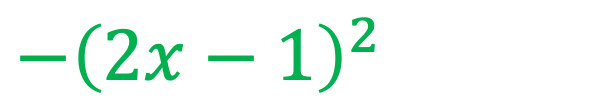 −(2x − 1)²